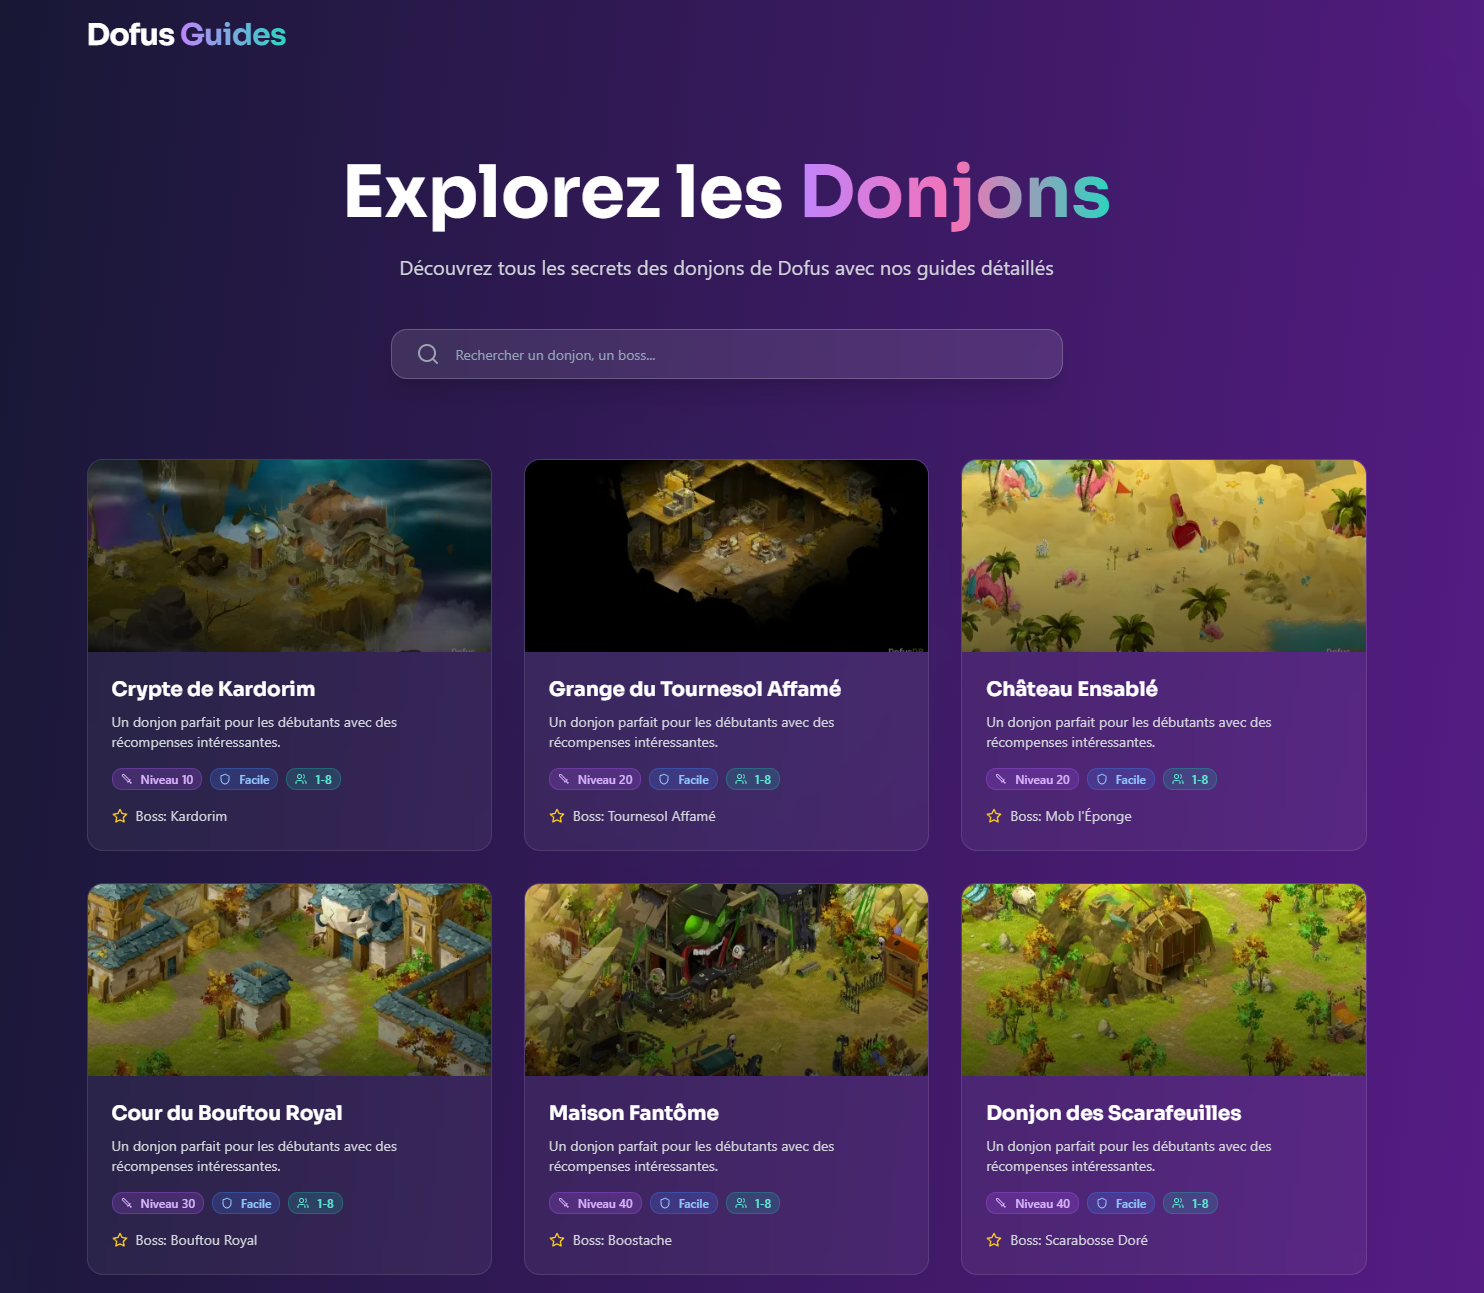 Dofus Guides
Explorez les Donjons
Découvrez tous les secrets des donjons de Dofus avec nos guides détaillés
Rechercher un donjon, un boss...
Crypte de Kardorim
Un donjon parfait pour les débutants avec des
récompenses intéressantes.
Niveau 10 Facile 1-8
Boss: Kardorim
Grange du Tournesol Affamé
Un donjon parfait pour les débutants avec des
récompenses intéressantes.
Niveau 20 Facile 1-8
Boss: Tournesol Affamé
Château Ensablé
Un donjon parfait pour les débutants avec des
récompenses intéressantes.
Niveau 20 Facile 1-8
Boss: Mob l'Éponge
Cour du Bouftou Royal
Un donjon parfait pour les débutants avec des
récompenses intéressantes.
Niveau 30 Facile 1-8
Boss: Bouftou Royal
Maison Fantôme
Un donjon parfait pour les débutants avec des
récompenses intéressantes.
Niveau 40 Facile 1-8
Boss: Boostache
Donjon des Scarafeuilles
Un donjon parfait pour les débutants avec des
récompenses intéressantes.
Niveau 40 Facile 1-8
Boss: Scarabosse Doré